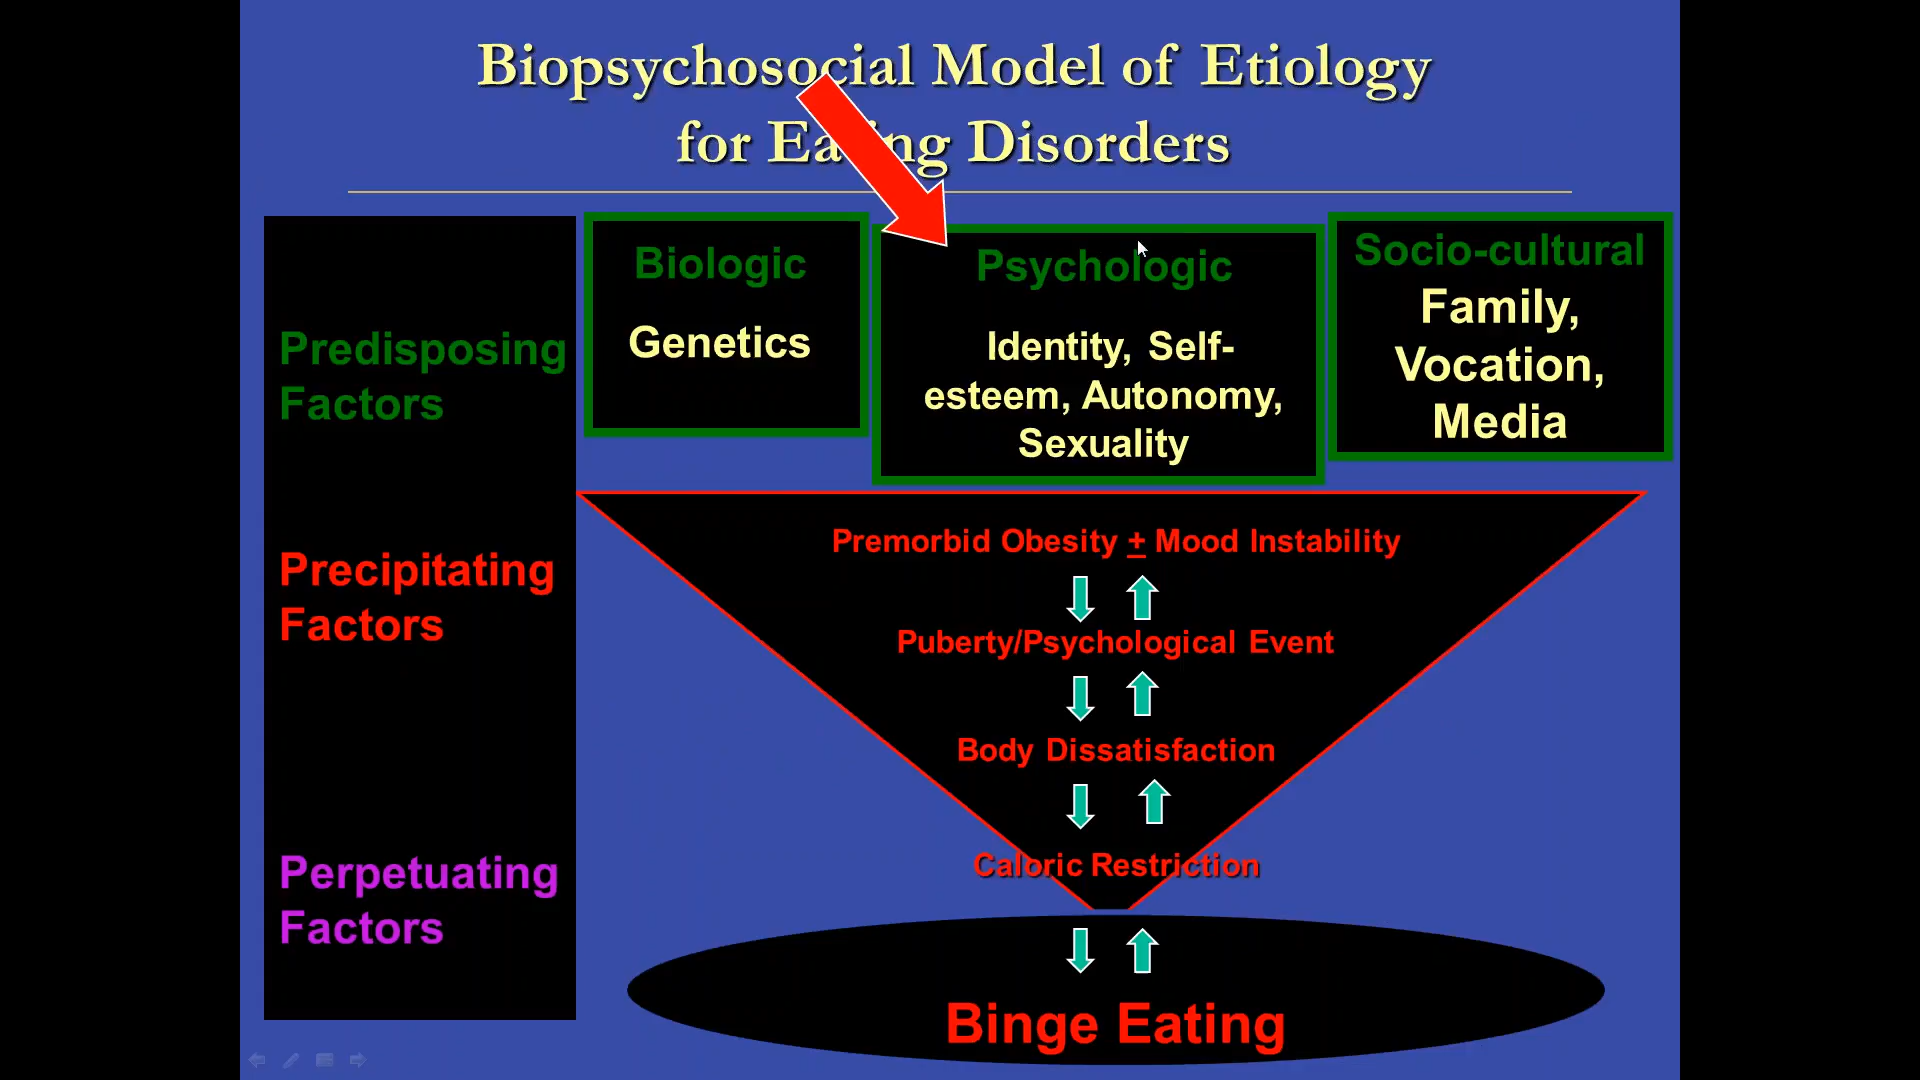 Biopsychosocial Model of Etiology
for Eating Disorders
Predisposing
Factors
Biologic
Genetics
Psychologic
Identity, Self-
esteem, Autonomy,
Sexuality
Socio-cultural
Family,
Vocation,
Media
Precipitating
Factors
Premorbid Obesity + Mood Instability
Puberty/Psychological Event
Body Dissatisfaction
Caloric Restriction
Perpetuating
Factors
Binge Eating